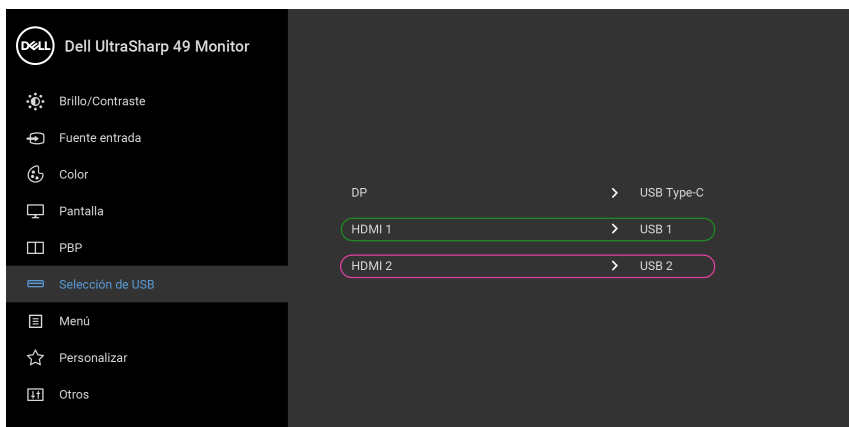 DELL Dell UltraSharp 49 Monitor
Brillo/Contraste
Fuente entrada
Color
Pantalla
PBP
Selección de USB
Menú
Personalizar
Otros
DP USB Type-C
HDMI 1 USB 1
HDMI 2 USB 2